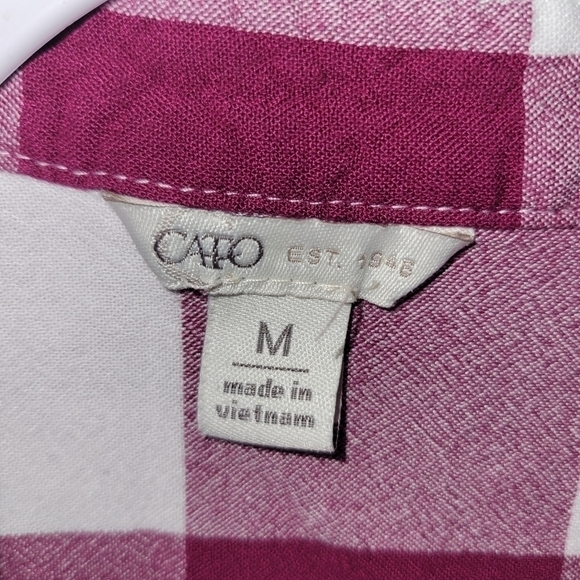 CATO EST. 1946
M
made in
vietnam